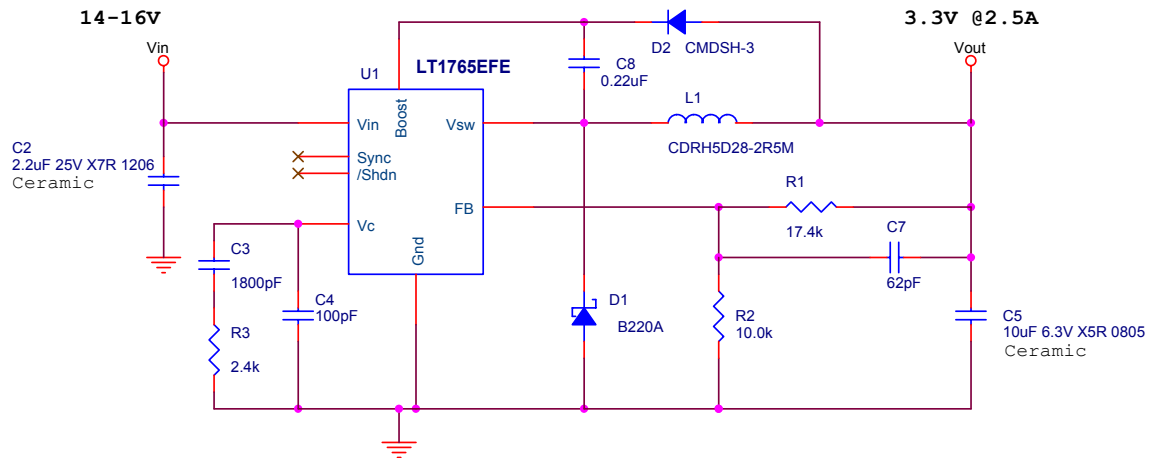 14-16V
3.3V @2.5A
Vin
Vout
D2 CMDSH-3
C8
0.22uF
U1
LT1765EFE
L1
CDRH5D28-2R5M
Vin
Boost
Vsw
Sync
/Shdn
FB
Vc
Gnd
C2
2.2uF 25V X7R 1206
Ceramic
R1
17.4k
C7
62pF
C3
1800pF
C4
100pF
R3
2.4k
D1
B220A
R2
10.0k
C5
10uF 6.3V X5R 0805
Ceramic